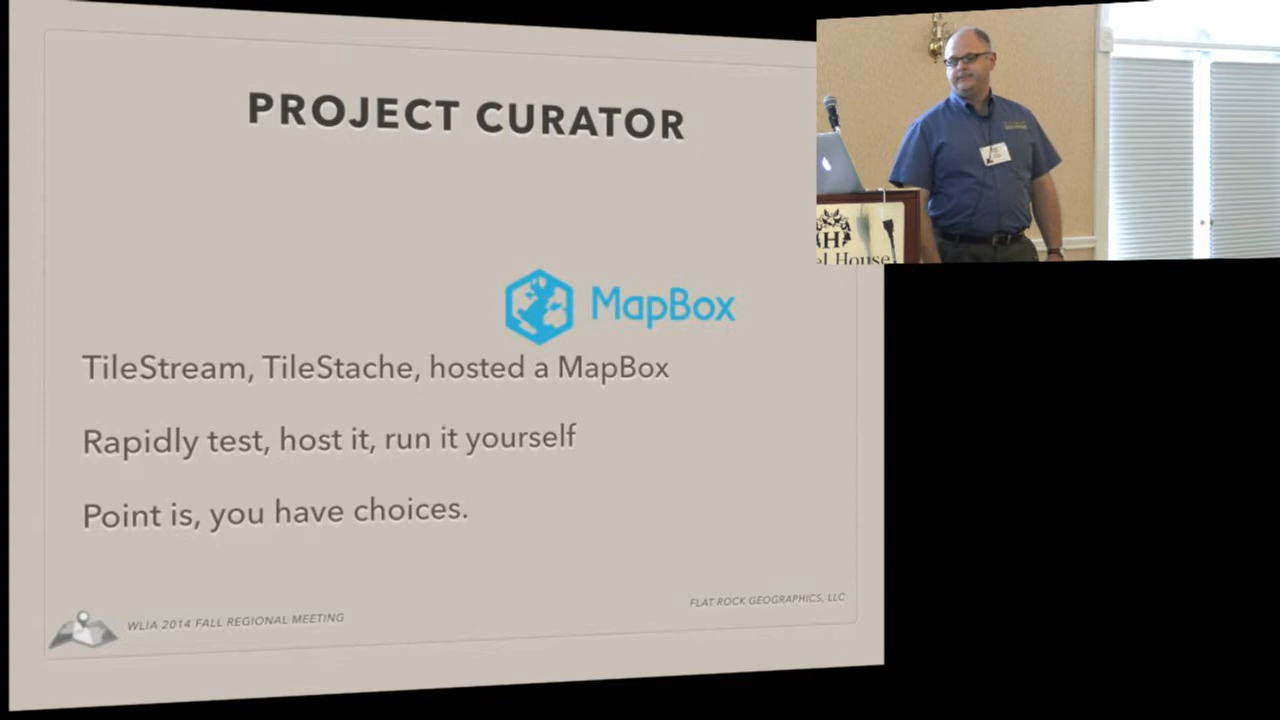 PROJECT CURATOR
MapBox
TileStream, TileStache, hosted a MapBox
Rapidly test, host it, run it yourself
Point is, you have choices.
WLIA 2014 FALL REGIONAL MEETING
FLAT ROCK GEOGRAPHICS, LLC
H
House